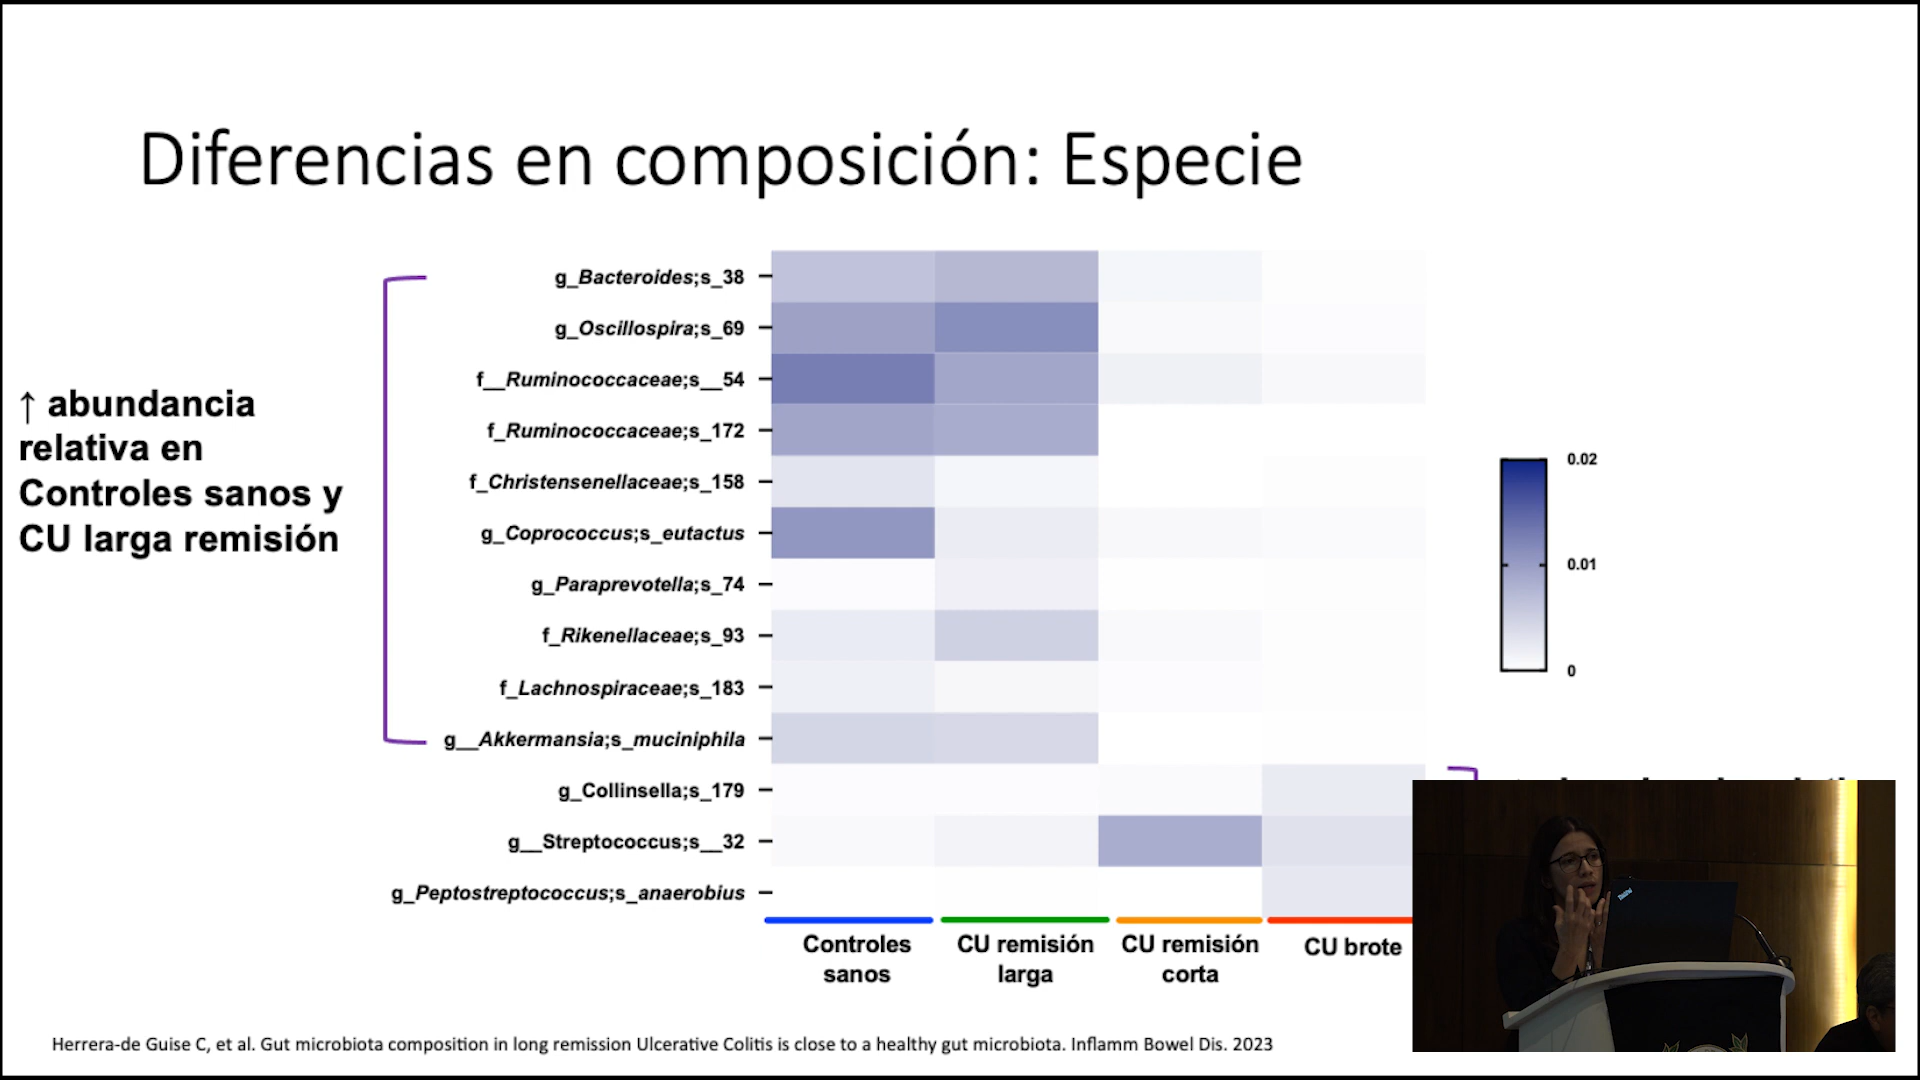 Diferencias en composición: Especie
↑ abundancia
relativa en
Controles sanos y
CU larga remisión
g_Bacteroides;s_38
g_Oscillospira;s_69
f__Ruminococcaceae;s__54
f_Ruminococcaceae;s_172
f_Christensenellaceae;s_158
g_Coprococcus;s_eutactus
g_Paraprevotella;s_74
f_Rikenellaceae;s_93
f_Lachnospiraceae;s_183
g__Akkermansia;s_muciniphila
g_Collinsella;s_179
g__Streptococcus;s__32
g_Peptostreptococcus;s_anaerobius
0.02
0.01
0
Controles
sanos
CU remisión
larga
CU remisión
corta
CU brote
ThinkPad
Herrera-de Guise C, et al. Gut microbiota composition in long remission Ulcerative Colitis is close to a healthy gut microbiota. Inflamm Bowel Dis. 2023